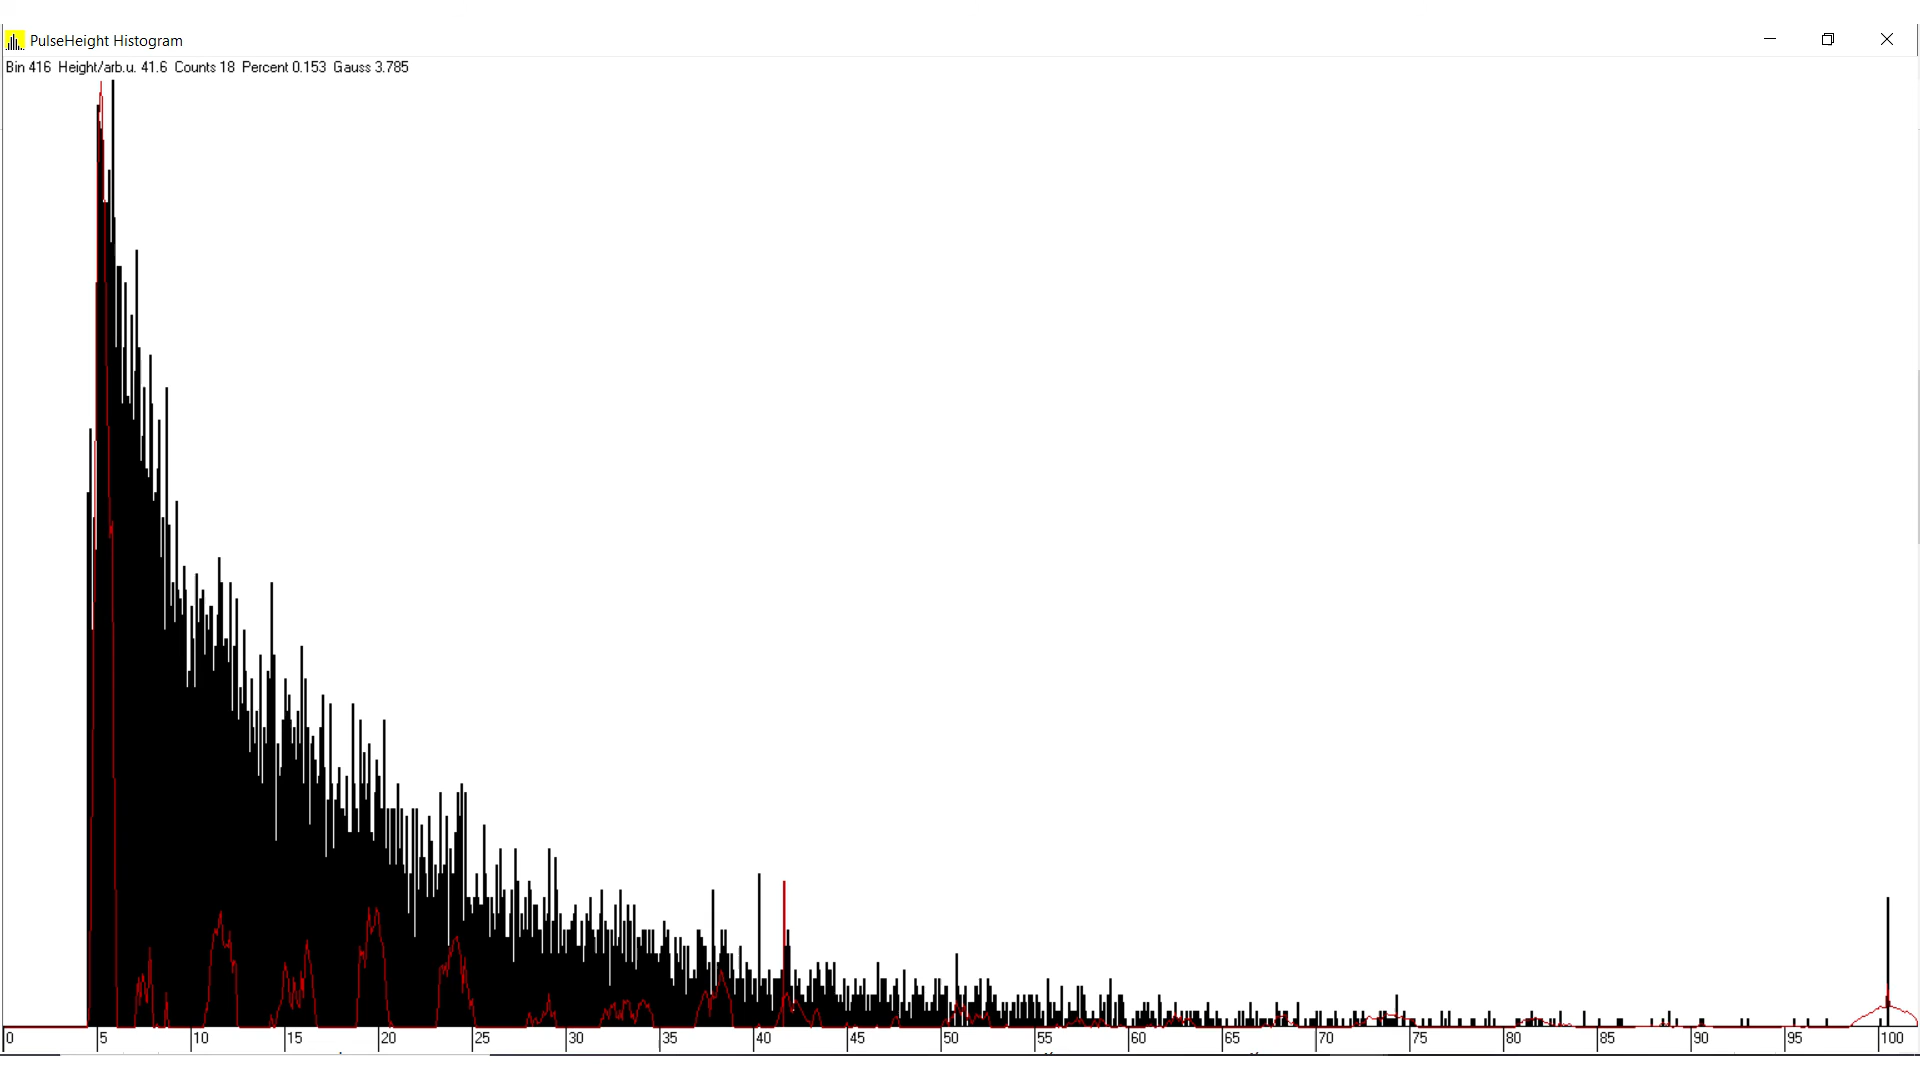 PulseHeight Histogram
Bin 416 Height/arb.u. 41.6 Counts 18 Percent 0.153 Gauss 3.785
0 5 10 15 20 25 30 35 40 45 50 55 60 65 70 75 80 85 90 95 100